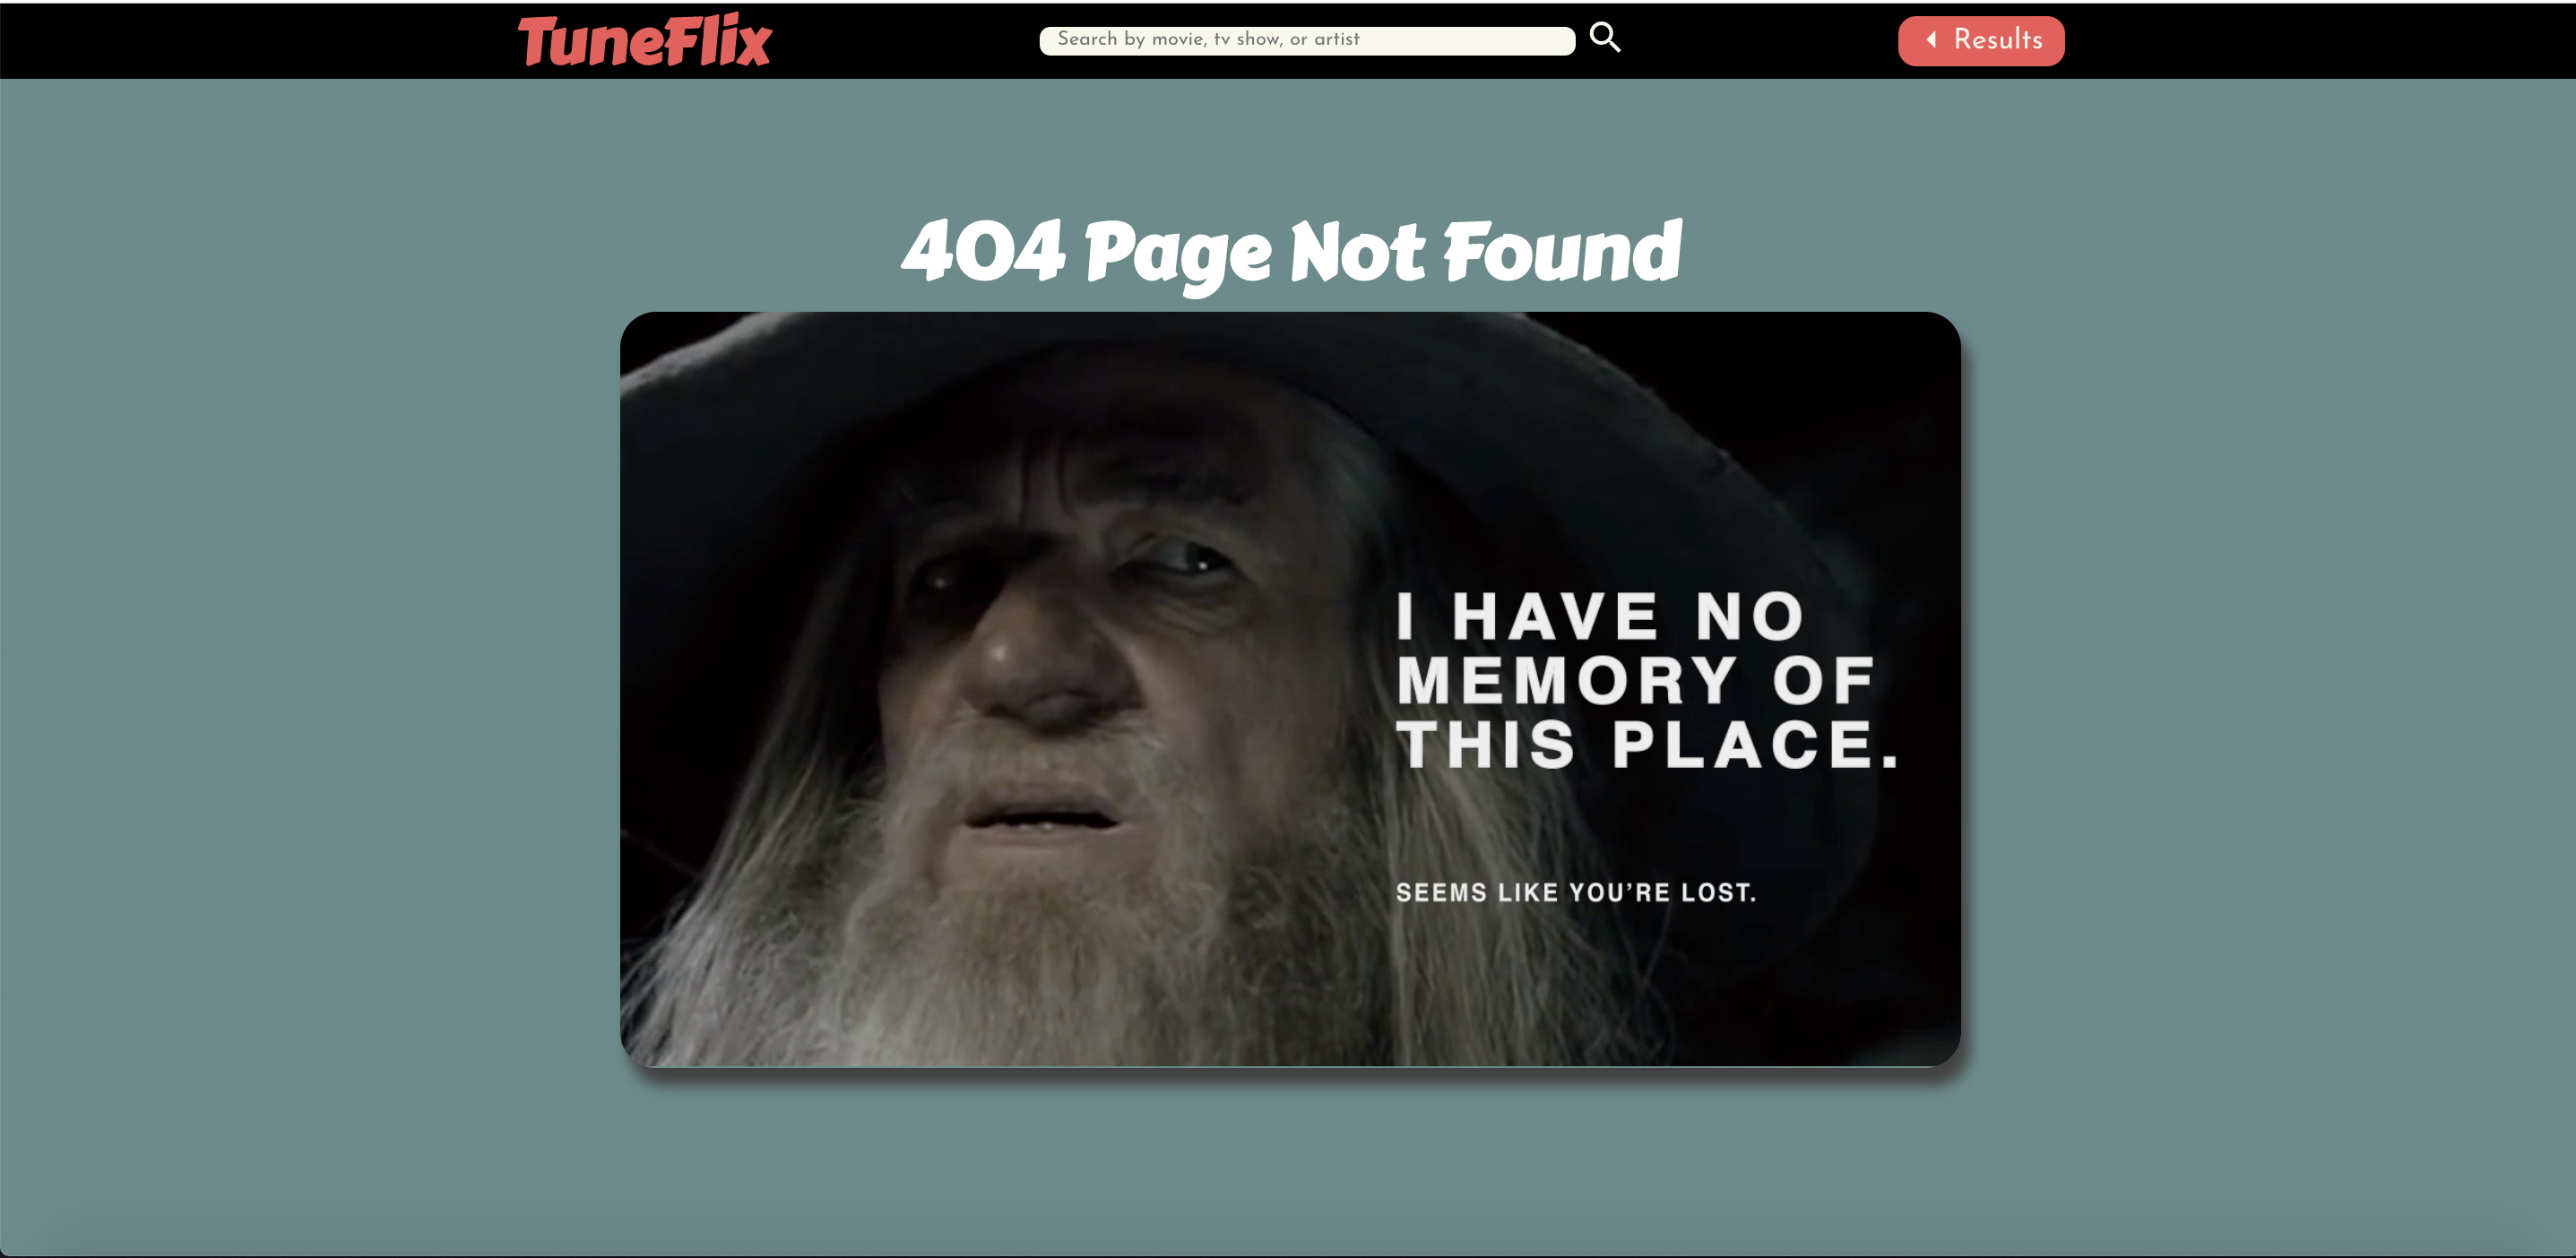 TuneFlix
Search by movie, tv show, or artist
Results
404 Page Not Found
I HAVE NO
MEMORY OF
THIS PLACE.
SEEMS LIKE YOU’RE LOST.